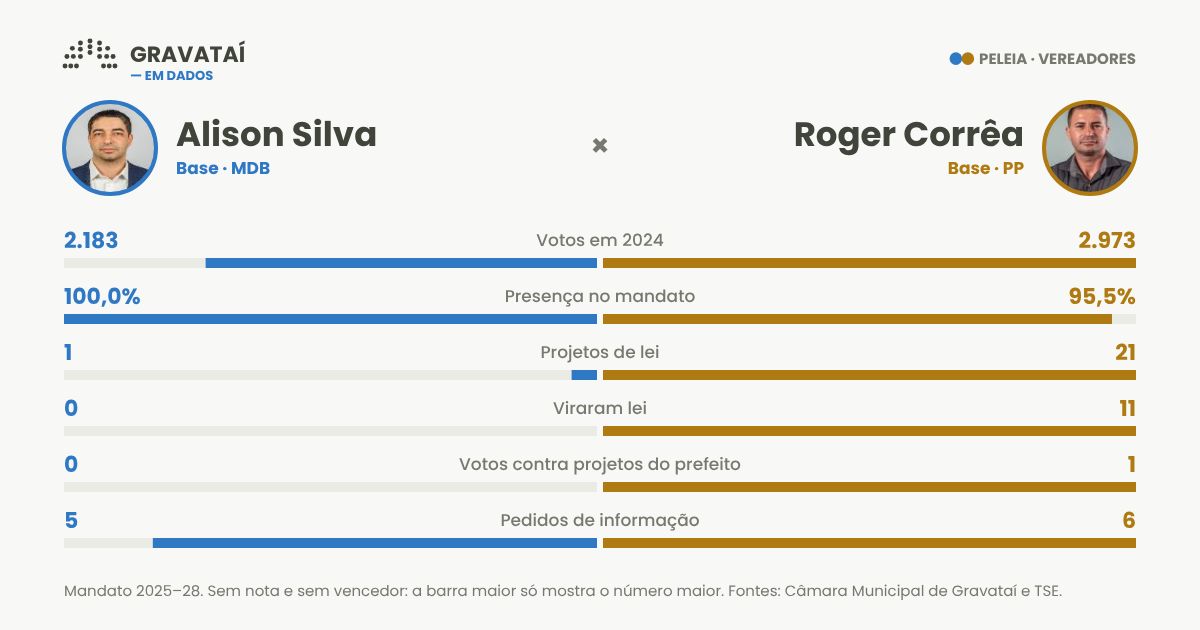 GRAVATAÍ
— EM DADOS
PELEIA · VEREADORES
Alison Silva
Base · MDB
×
Roger Corrêa
Base · PP
2.183 Votos em 2024 2.973
100,0% Presença no mandato 95,5%
1 Projetos de lei 21
0 Viraram lei 11
0 Votos contra projetos do prefeito 1
5 Pedidos de informação 6
Mandato 2025–28. Sem nota e sem vencedor: a barra maior só mostra o número maior. Fontes: Câmara Municipal de Gravataí e TSE.